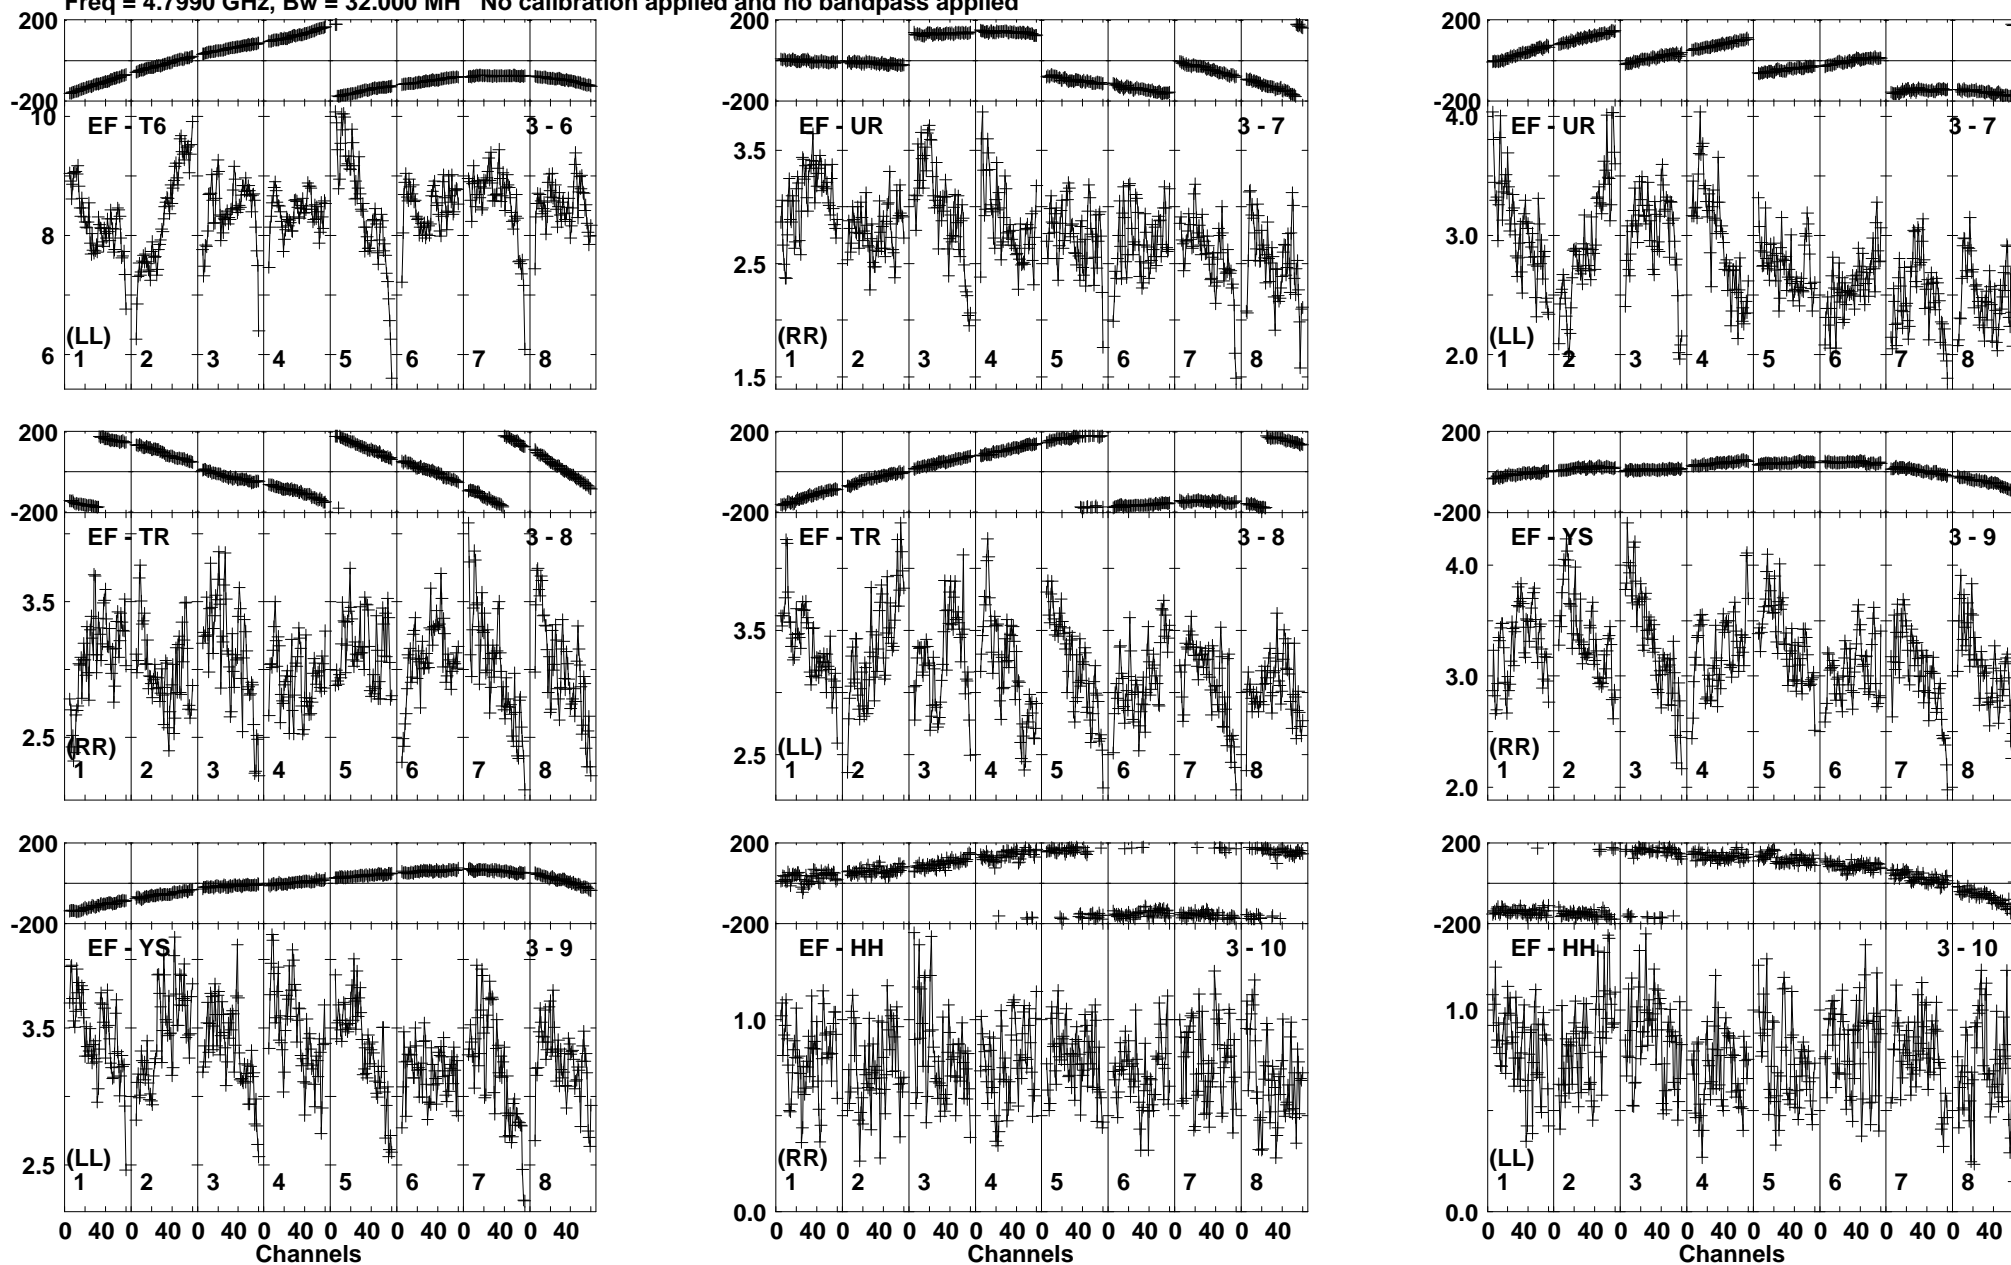 Freq = 4.7990 GHz, Bw = 32.000 MH No calibration applied and no bandpass applied
200 200 200
-200 -200 -200
EF - T6 3 - 6 EF - UR 3 - 7 EF - UR 3 - 7
10 3.5 4.0
8 2.5 3.0
6 1.5 2.0
(LL) (RR) (LL)
1 2 3 4 5 6 7 8 1 2 3 4 5 6 7 8 1 2 3 4 5 6 7 8
200 200 200
-200 -200 -200
EF - TR 3 - 8 EF - TR 3 - 8 EF - YS 3 - 9
3.5 3.5 4.0
3.0
2.5 2.5 2.0
(RR) (LL) (RR)
1 2 3 4 5 6 7 8 1 2 3 4 5 6 7 8 1 2 3 4 5 6 7 8
200 200 200
-200 -200 -200
EF - YS 3 - 9 EF - HH 3 - 10 EF - HH 3 - 10
3.5 1.0 1.0
2.5 0.0 0.0
(LL) (RR) (LL)
1 2 3 4 5 6 7 8 1 2 3 4 5 6 7 8 1 2 3 4 5 6 7 8
0 40 0 40 0 40 0 40 0 40 0 40 0 40 0 40 0 40 0 40 0 40 0 40 0 40 0 40 0 40 0 40 0 40 0 40 0 40 0 40 0 40 0 40 0 40 0 40
Channels Channels Channels